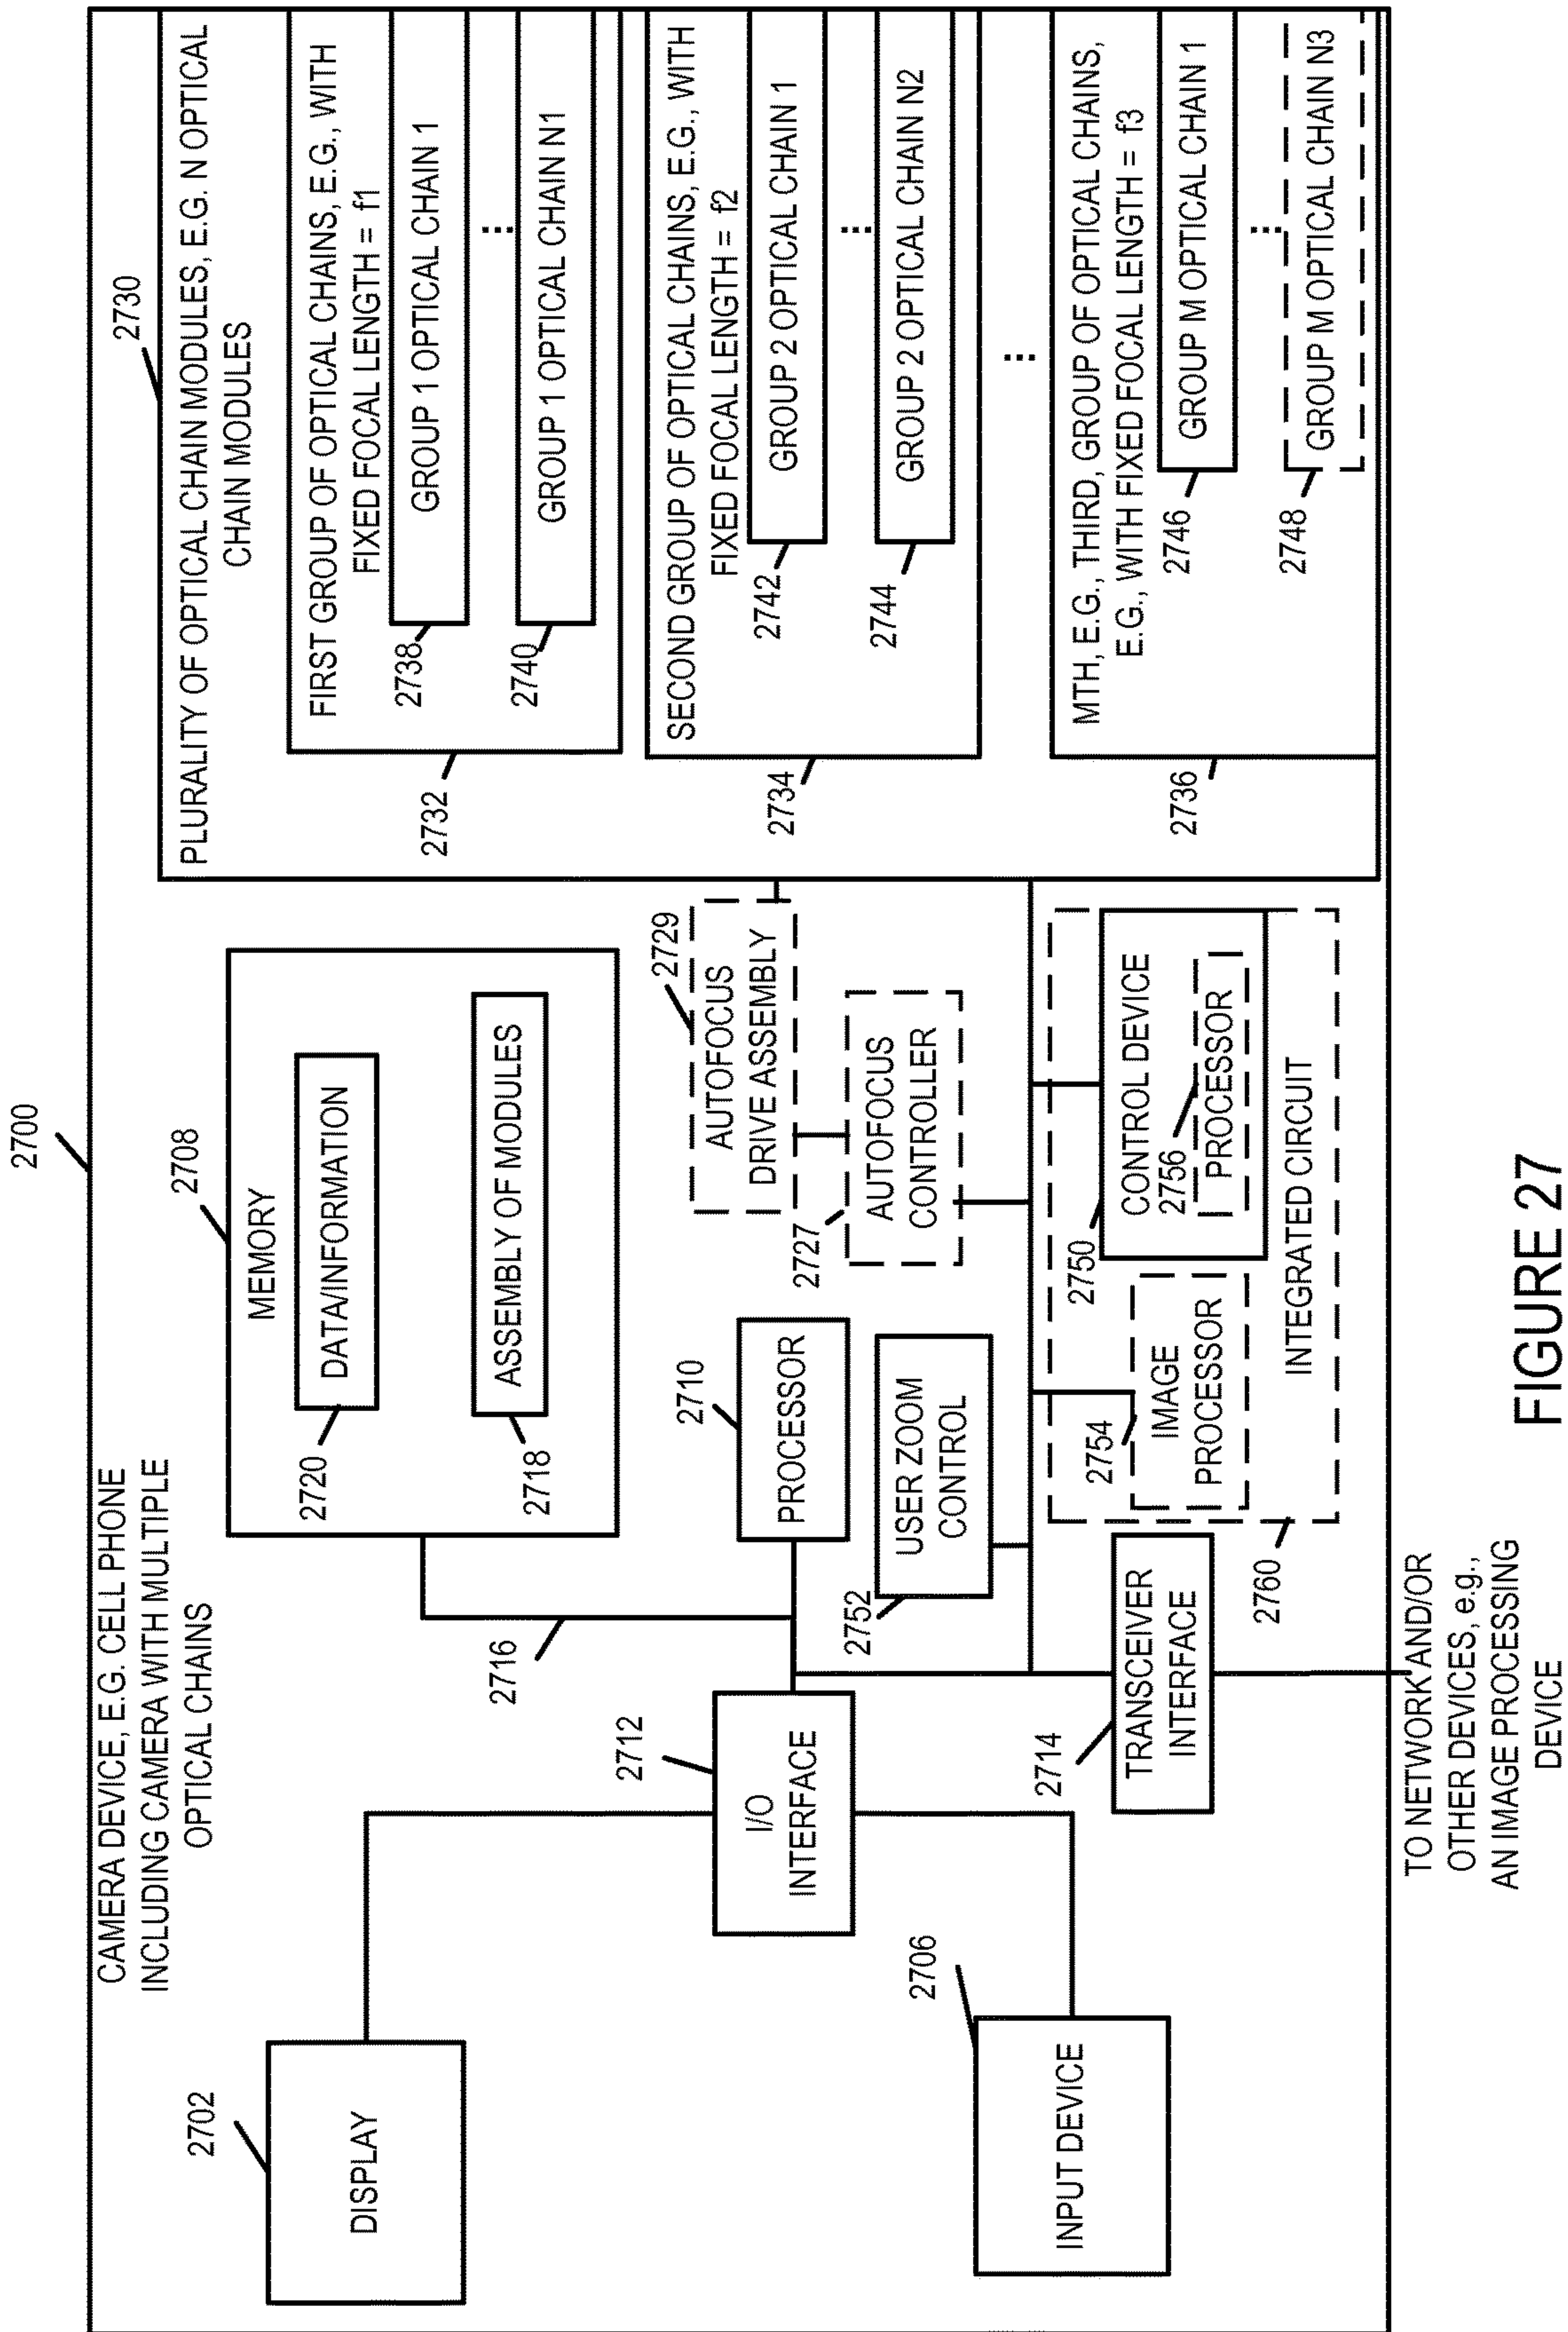 2700
CAMERA DEVICE, E.G. CELL PHONE
INCLUDING CAMERA WITH MULTIPLE
OPTICAL CHAINS
2702
DISPLAY
2706
INPUT DEVICE
2712
I/O
INTERFACE
2716
2708
MEMORY
DATA/INFORMATION
2720
ASSEMBLY OF MODULES
2718
2710
PROCESSOR
2752
USER ZOOM
CONTROL
2714
TRANSCEIVER
INTERFACE
TO NETWORK AND/OR
OTHER DEVICES, e.g.,
AN IMAGE PROCESSING
DEVICE
2729
AUTOFOCUS
DRIVE ASSEMBLY
2727
AUTOFOCUS
CONTROLLER
2750
CONTROL DEVICE
2756
PROCESSOR
2754
IMAGE
PROCESSOR
INTEGRATED CIRCUIT
2760
2730
PLURALITY OF OPTICAL CHAIN MODULES, E.G. N OPTICAL
CHAIN MODULES
FIRST GROUP OF OPTICAL CHAINS, E.G., WITH
FIXED FOCAL LENGTH = f1
GROUP 1 OPTICAL CHAIN 1
2738
...
GROUP 1 OPTICAL CHAIN N1
2740
2732
SECOND GROUP OF OPTICAL CHAINS, E.G., WITH
FIXED FOCAL LENGTH = f2
GROUP 2 OPTICAL CHAIN 1
2742
...
GROUP 2 OPTICAL CHAIN N2
2744
2734
...
MTH, E.G., THIRD, GROUP OF OPTICAL CHAINS,
E.G., WITH FIXED FOCAL LENGTH = f3
GROUP M OPTICAL CHAIN 1
2746
...
GROUP M OPTICAL CHAIN N3
2748
2736
FIGURE 27